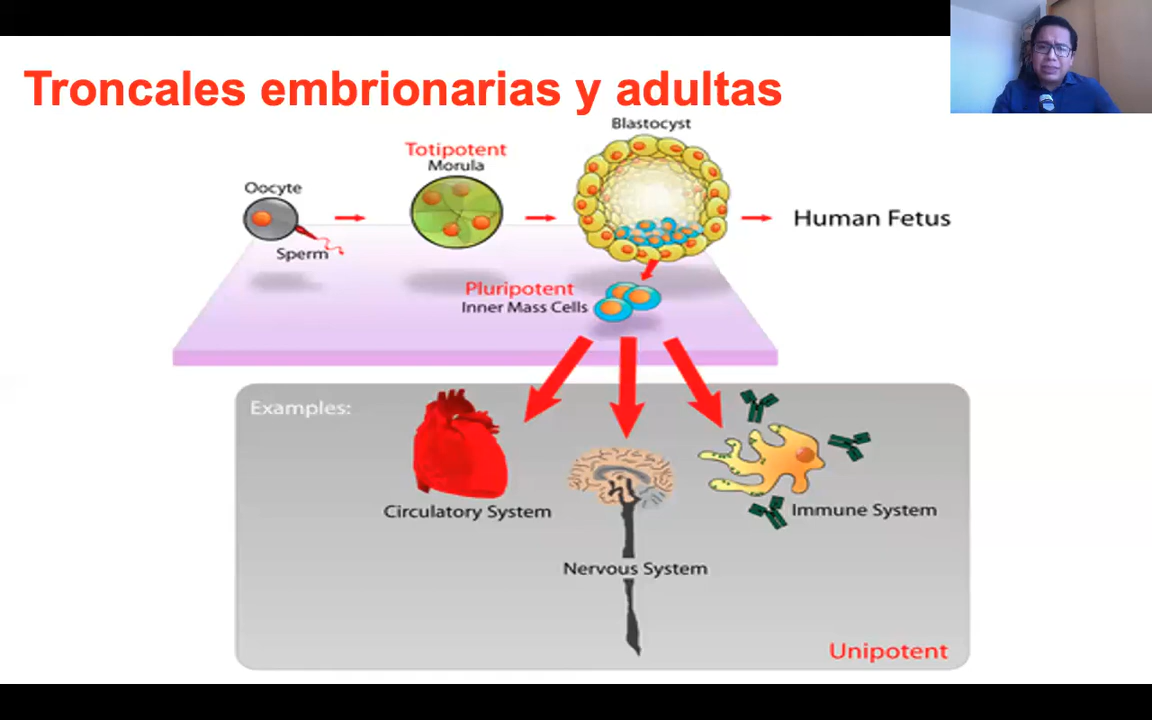 Troncales embrionarias y adultas
Blastocyst
Totipotent
Morula
Oocyte
Sperm
Human Fetus
Pluripotent
Inner Mass Cells
Examples:
Circulatory System
Immune System
Nervous System
Unipotent